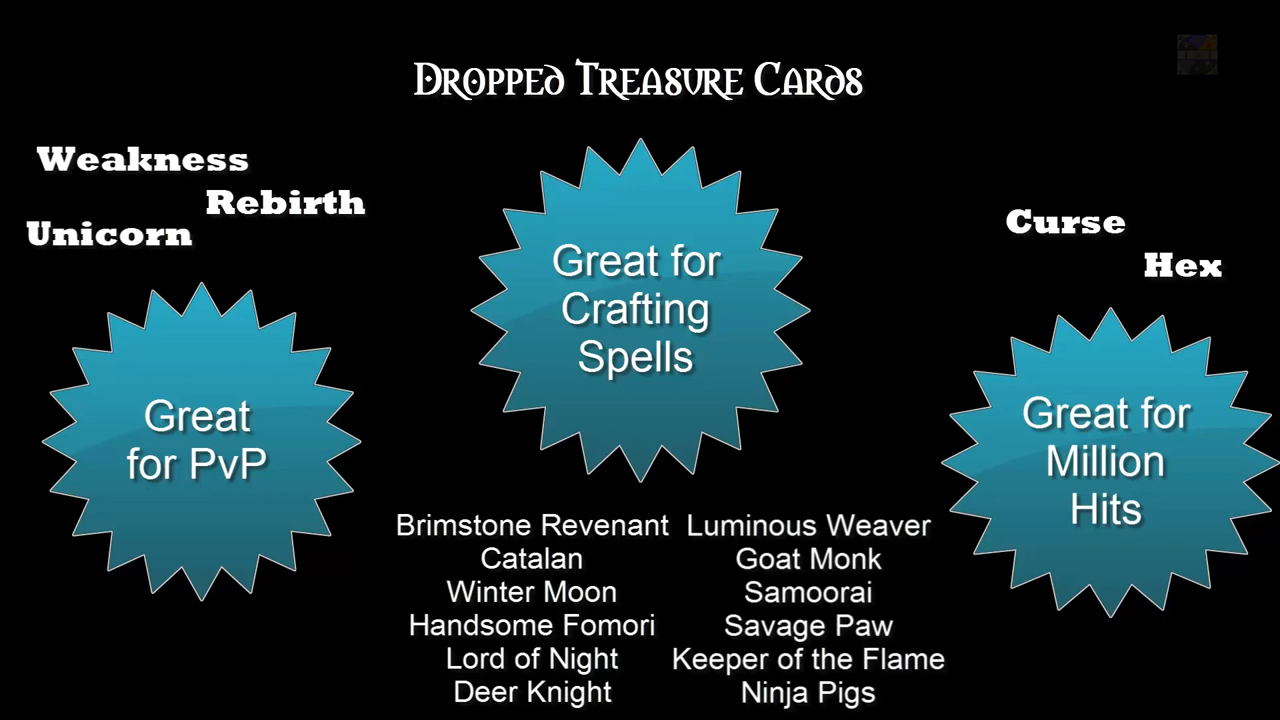 Dropped Treasure Cards
Weakness
Rebirth
Unicorn
Great
for PvP
Great for
Crafting
Spells
Curse
Hex
Great for
Million
Hits
Brimstone Revenant
Catalan
Winter Moon
Handsome Fomori
Lord of Night
Deer Knight
Luminous Weaver
Goat Monk
Samoorai
Savage Paw
Keeper of the Flame
Ninja Pigs